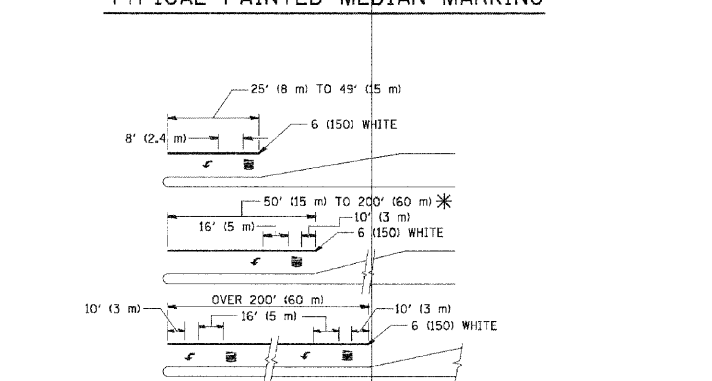 TYPICAL PAINTED MEDIAN MARKING
25' (8 m) TO 49' (15 m)
6 (150) WHITE
8' (2.4 m)
50' (15 m) TO 200' (60 m) *
10' (3 m)
16' (5 m)
6 (150) WHITE
OVER 200' (60 m)
10' (3 m)
16' (5 m)
10' (3 m)
6 (150) WHITE